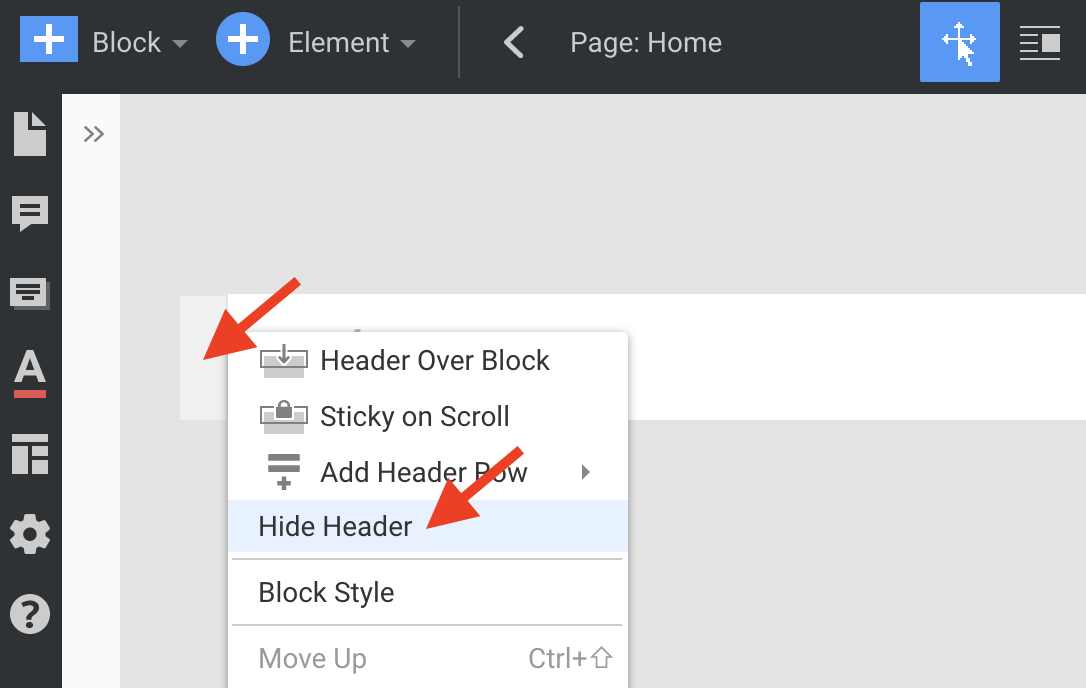 Block Element Page: Home
Header Over Block
Sticky on Scroll
Add Header Row
Hide Header
Block Style
Move Up Ctrl+⇧